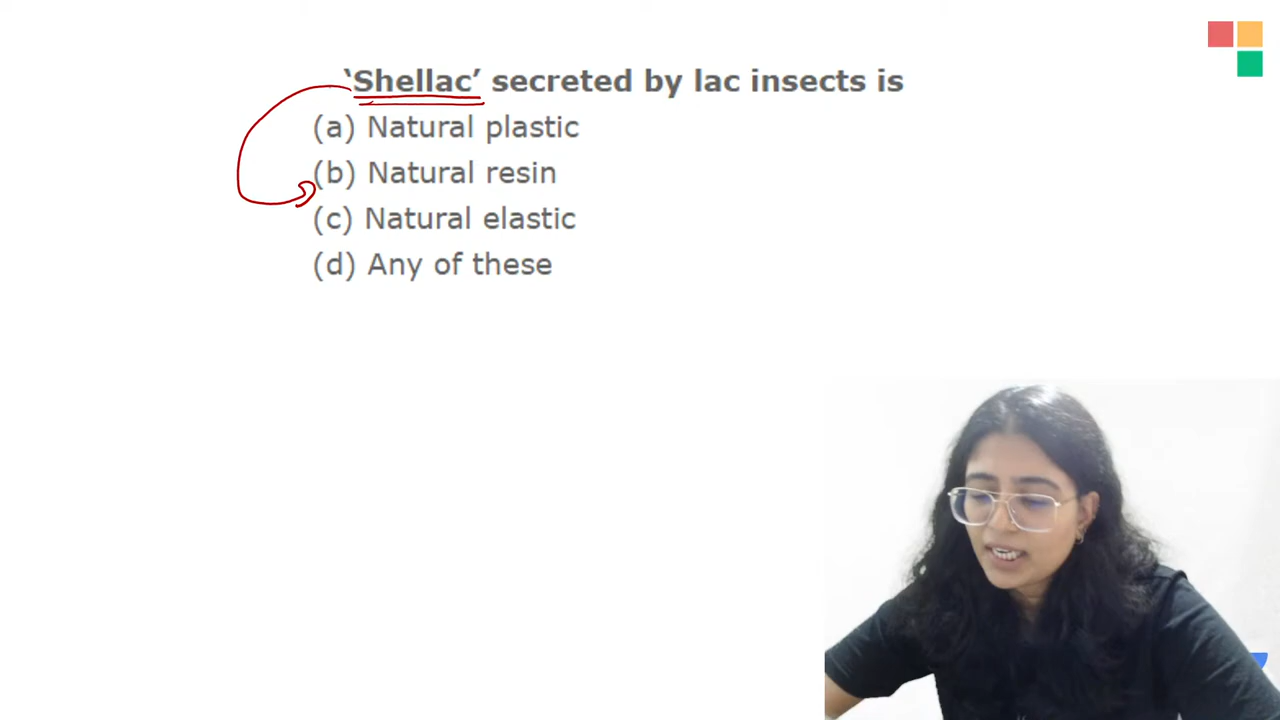 ‘Shellac’ secreted by lac insects is
(a) Natural plastic
(b) Natural resin
(c) Natural elastic
(d) Any of these